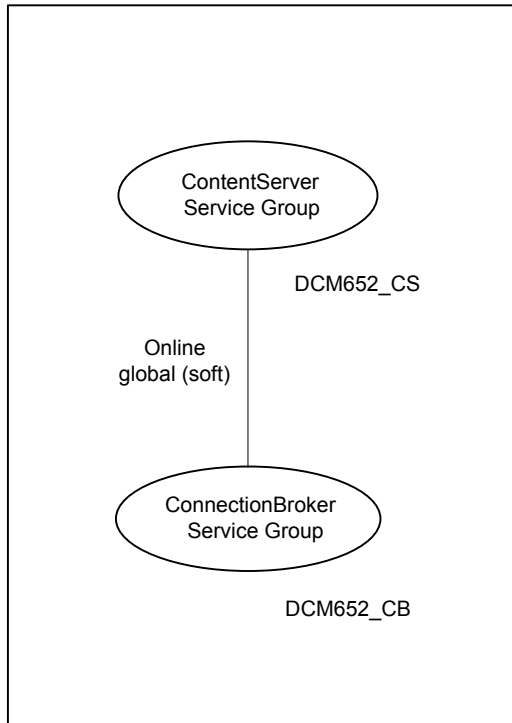 ContentServer
Service Group
DCM652_CS
Online
global (soft)
ConnectionBroker
Service Group
DCM652_CB